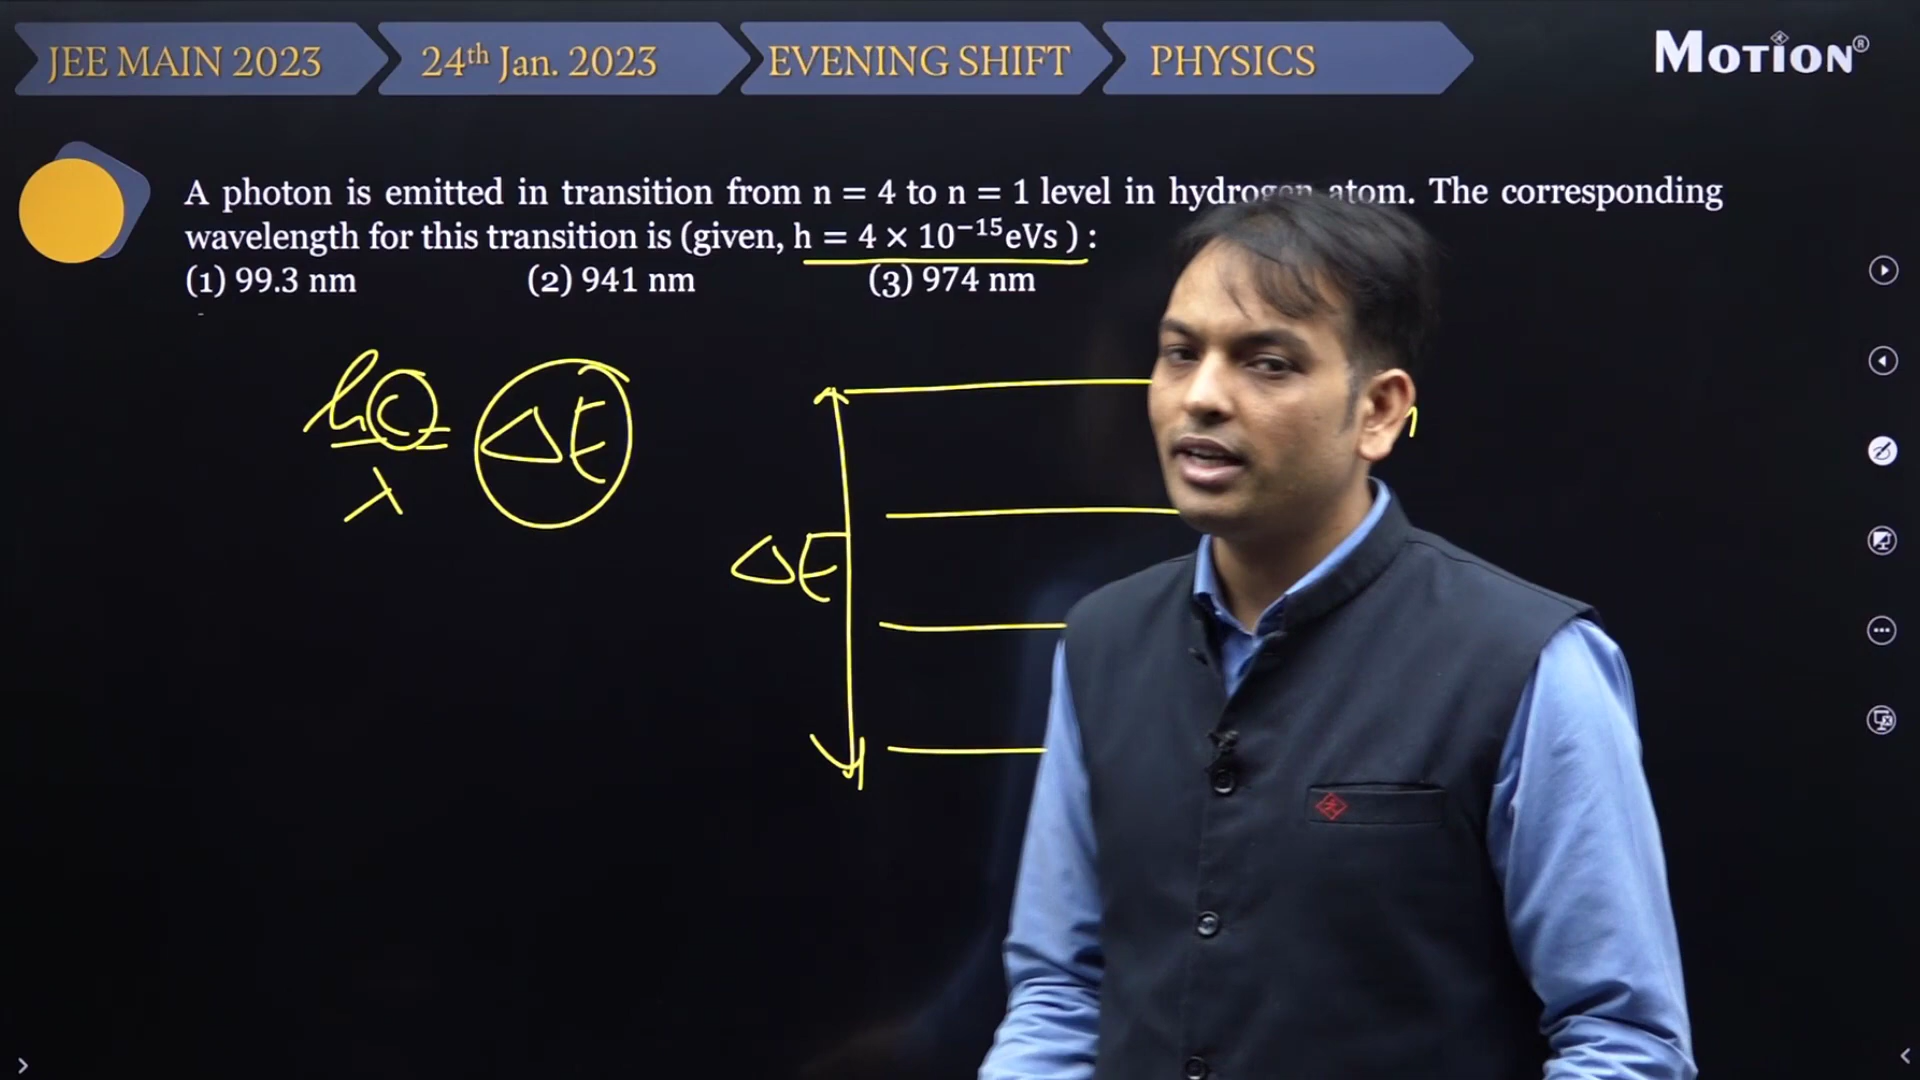 JEE MAIN 2023 24th Jan. 2023 EVENING SHIFT PHYSICS MOTION®
A photon is emitted in transition from n = 4 to n = 1 level in hydrogen atom. The corresponding
wavelength for this transition is (given, h = 4 × 10⁻¹⁵eVs ) :
(1) 99.3 nm (2) 941 nm (3) 974 nm
hc/λ = ΔE
ΔE